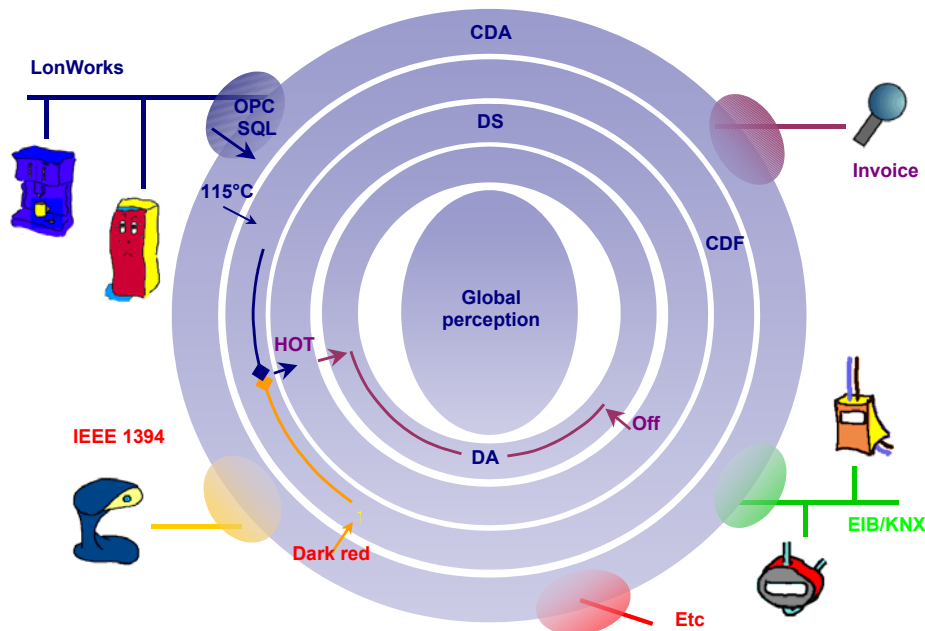 CDA
LonWorks
OPC
SQL
DS
Invoice
115°C
CDF
Global
perception
HOT
Off
IEEE 1394
DA
EIB/KNX
Dark red
Etc